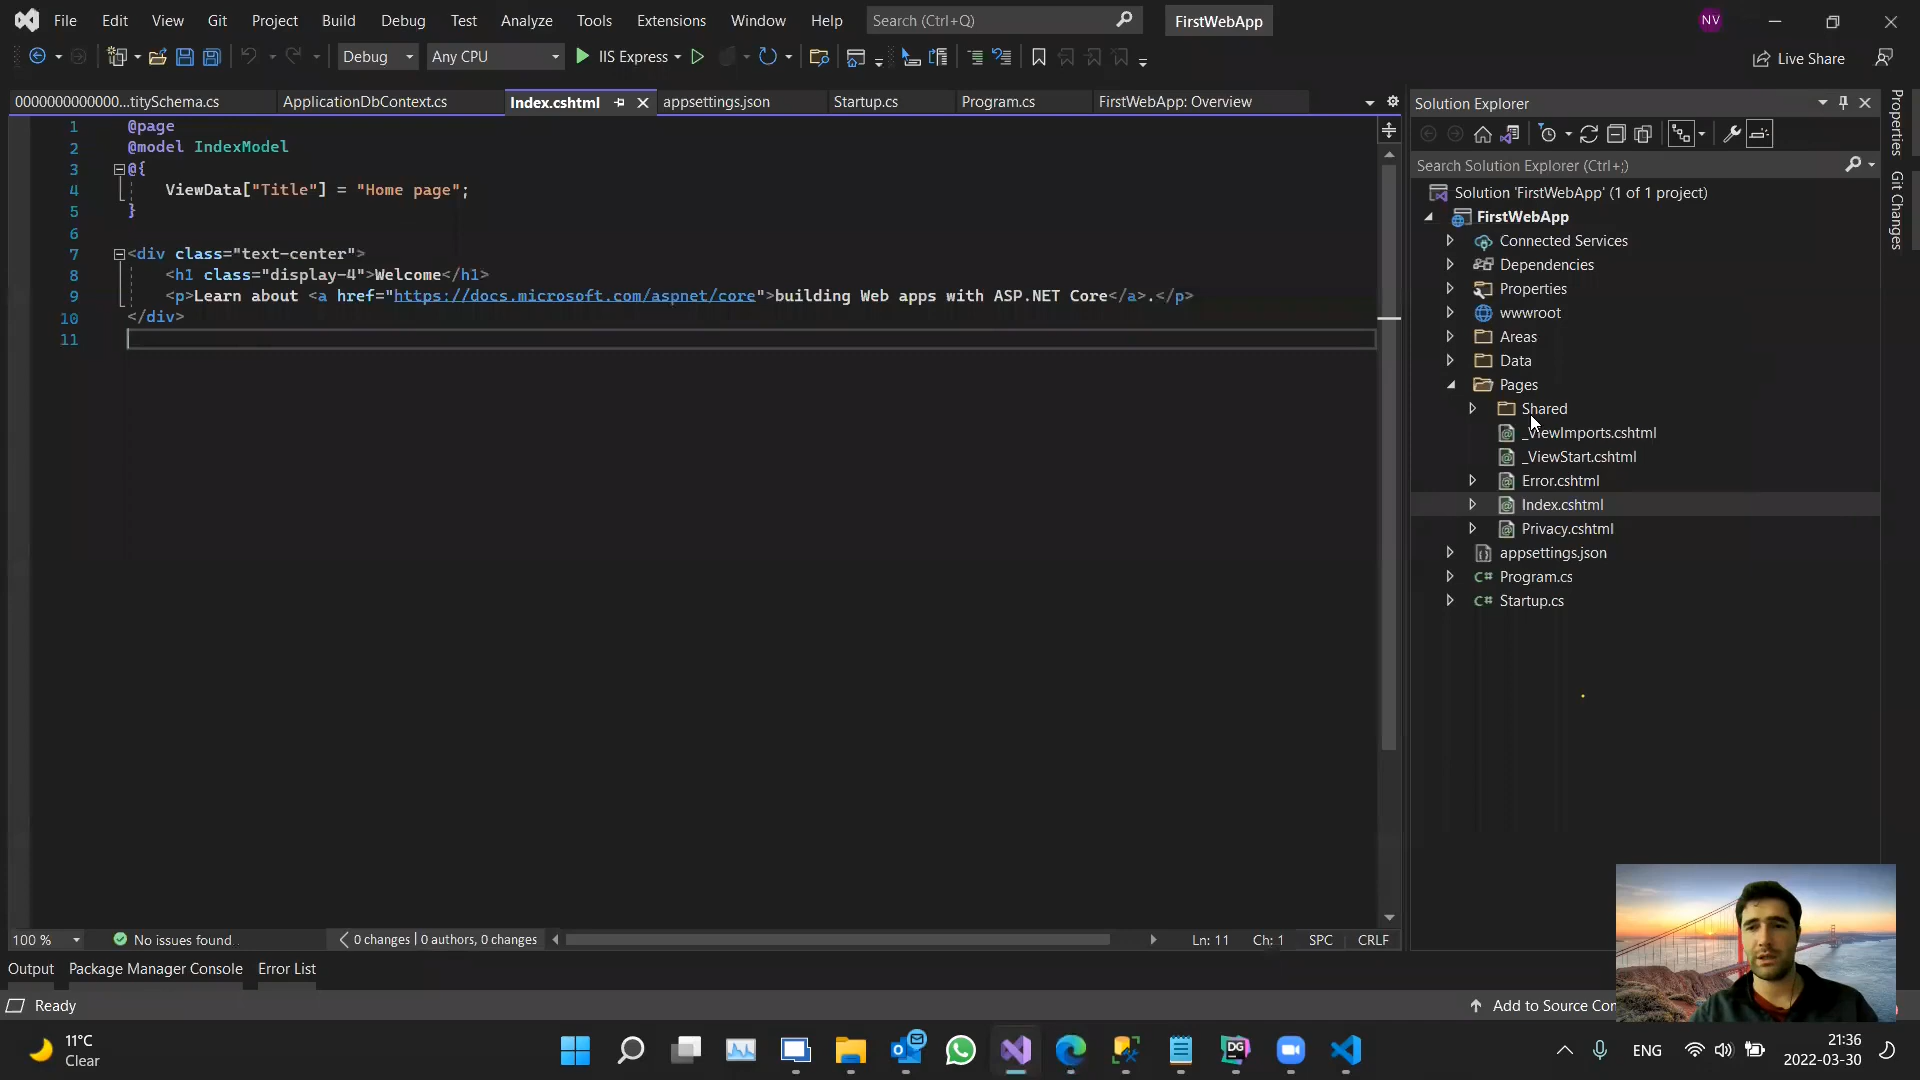 File Edit View Git Project Build Debug Test Analyze Tools Extensions Window Help Search (Ctrl+Q) FirstWebApp NV
Debug Any CPU IIS Express Live Share
0000000000000...titySchema.cs ApplicationDbContext.cs Index.cshtml appsettings.json Startup.cs Program.cs FirstWebApp: Overview
1 @page
2 @model IndexModel
3 @{
4 ViewData["Title"] = "Home page";
5 }
6
7 <div class="text-center">
8 <h1 class="display-4">Welcome</h1>
9 <p>Learn about <a href="https://docs.microsoft.com/aspnet/core">building Web apps with ASP.NET Core</a>.</p>
10 </div>
11
Solution Explorer
Search Solution Explorer (Ctrl+;)
Solution 'FirstWebApp' (1 of 1 project)
FirstWebApp
Connected Services
Dependencies
Properties
wwwroot
Areas
Data
Pages
Shared
_ViewImports.cshtml
_ViewStart.cshtml
Error.cshtml
Index.cshtml
Privacy.cshtml
appsettings.json
C# Program.cs
C# Startup.cs
Properties
Git Changes
100 % No issues found 0 changes | 0 authors, 0 changes Ln: 11 Ch: 1 SPC CRLF
Output Package Manager Console Error List
Ready Add to Source Con
11°C
Clear
DG
ENG
21:36
2022-03-30